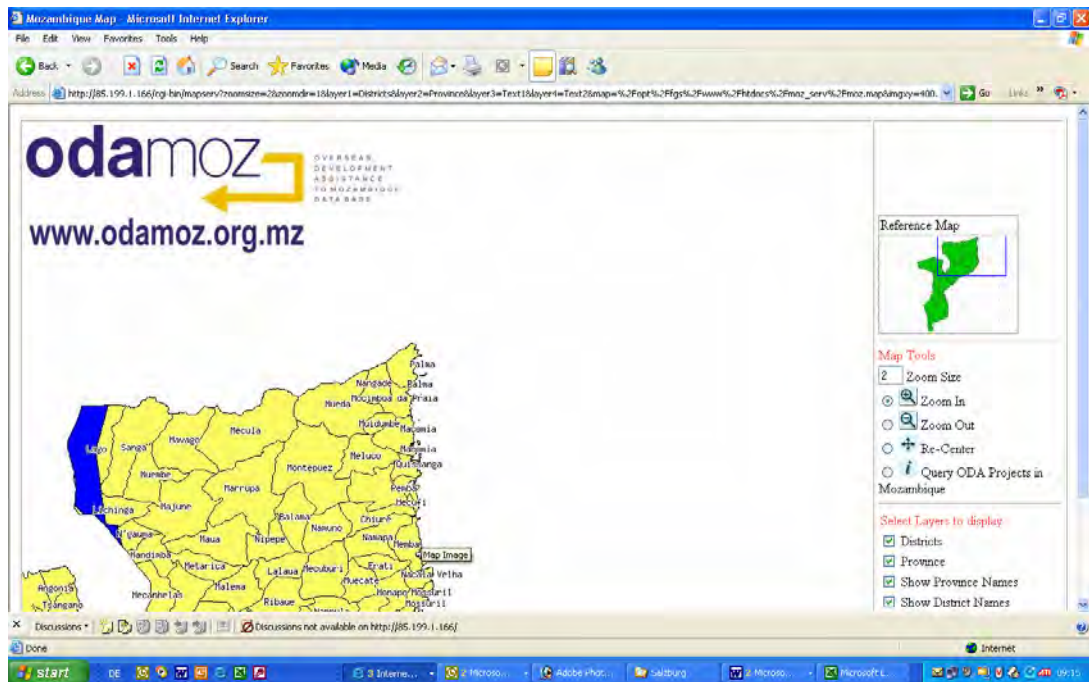 Mozambique Map - Microsoft Internet Explorer
File Edit View Favorites Tools Help
Back Search Favorites Media
Address http://85.199.1.166/cgi-bin/mapserv?zoomsize=2&zoomdir=1&layer1=Districts&layer2=Province&layer3=Text1&layer4=Text2&map=%2Fopt%2Ffgs%2Fwww%2Fhtdocs%2Fmoz_serv%2Fmoz.map&imgxy=400. Go Links »
odamoz
OVERSEAS
DEVELOPMENT
ASSISTANCE
TO MOZAMBIQUE
DATABASE
www.odamoz.org.mz
Reference Map
Map Tools
2 Zoom Size
Zoom In
Zoom Out
Re-Center
i Query ODA Projects in
Mozambique
Select Layers to display
Districts
Province
Show Province Names
Show District Names
Palma
Nangade Palma
Mocimboa da Praia
Mueda
Muidumbe Macomia
Mecula
Mavago
Sanga
Lago
Macomia
Meluco
Quissanga
Montepuez
Muembe
Marrupa
Pemba
Mecufi
Lichinga Majune
Balama
Chiure
Namuno
N'gauma
Maua
Nipepe
Namapa
Memba
Map Image
Mandimba
Metarica
Lalaua
Mecuburi
Erati
Nacala Velha
Muecate
Angonia
Mecanhelas
Malema
Monapo
Mossuril
Tsangano
Ribaue
Mossuril
Discussions Discussions not available on http://85.199.1.166/
Done Internet
start DE 3 Interne... 2 Microso... Adobe Phot... Salzburg 2 Microso... Microsoft E... 09:15